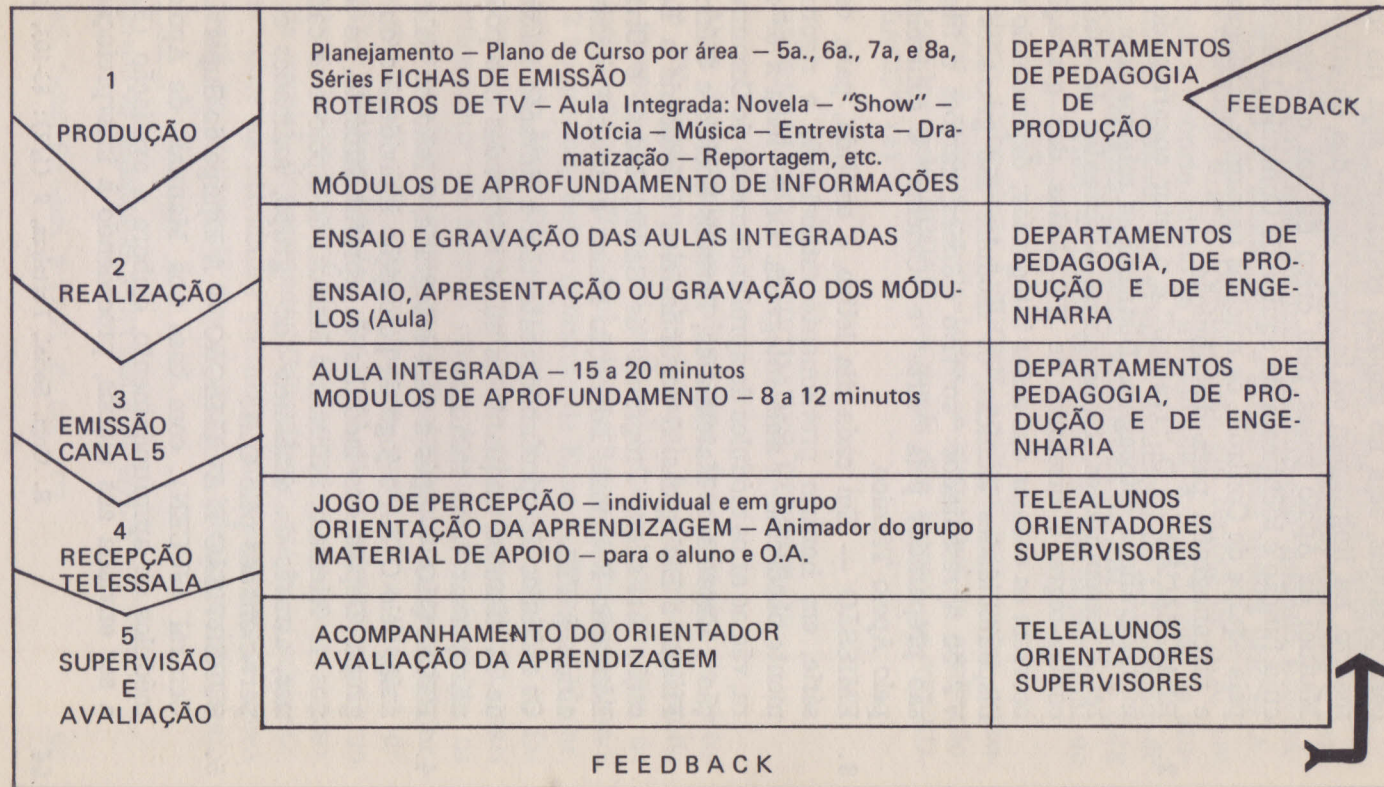 1
PRODUÇÃO
Planejamento – Plano de Curso por área – 5a., 6a., 7a, e 8a,
Séries FICHAS DE EMISSÃO
ROTEIROS DE TV – Aula Integrada: Novela – "Show" –
Notícia – Música – Entrevista – Dra-
matização – Reportagem, etc.
MÓDULOS DE APROFUNDAMENTO DE INFORMAÇÕES
DEPARTAMENTOS
DE PEDAGOGIA
E DE
PRODUÇÃO
FEEDBACK
2
REALIZAÇÃO
ENSAIO E GRAVAÇÃO DAS AULAS INTEGRADAS
ENSAIO, APRESENTAÇÃO OU GRAVAÇÃO DOS MÓDU-
LOS (Aula)
DEPARTAMENTOS DE
PEDAGOGIA, DE PRO-
DUÇÃO E DE ENGE-
NHARIA
3
EMISSÃO
CANAL 5
AULA INTEGRADA – 15 a 20 minutos
MODULOS DE APROFUNDAMENTO – 8 a 12 minutos
DEPARTAMENTOS DE
PEDAGOGIA, DE PRO-
DUÇÃO E DE ENGE-
NHARIA
4
RECEPÇÃO
TELESSALA
JOGO DE PERCEPÇÃO – individual e em grupo
ORIENTAÇÃO DA APRENDIZAGEM – Animador do grupo
MATERIAL DE APOIO – para o aluno e O.A.
TELEALUNOS
ORIENTADORES
SUPERVISORES
5
SUPERVISÃO
E
AVALIAÇÃO
ACOMPANHAMENTO DO ORIENTADOR
AVALIAÇÃO DA APRENDIZAGEM
TELEALUNOS
ORIENTADORES
SUPERVISORES
FEEDBACK